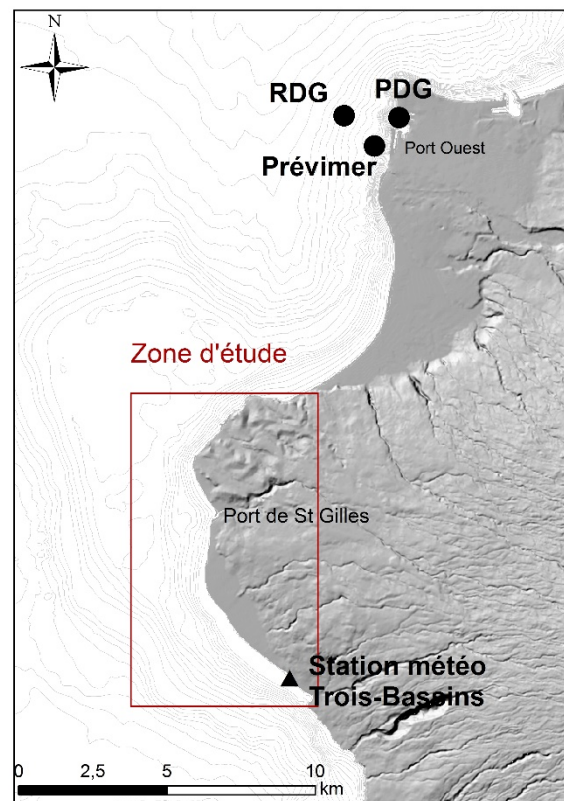 N
RDG
PDG
Port Ouest
Prévimer
Zone d'étude
Port de St Gilles
Station météo
Trois-Bassins
0 2,5 5 10
km